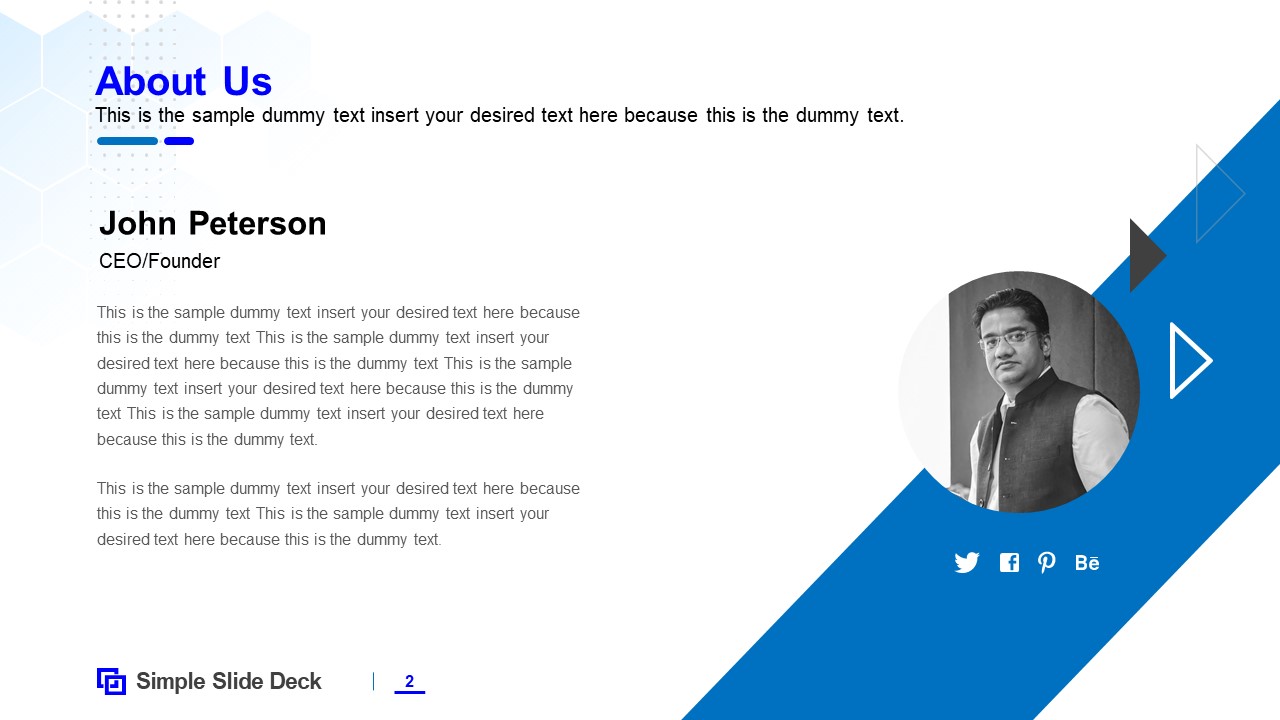 About Us
This is the sample dummy text insert your desired text here because this is the dummy text.
John Peterson
CEO/Founder
This is the sample dummy text insert your desired text here because
this is the dummy text This is the sample dummy text insert your
desired text here because this is the dummy text This is the sample
dummy text insert your desired text here because this is the dummy
text This is the sample dummy text insert your desired text here
because this is the dummy text.
This is the sample dummy text insert your desired text here because
this is the dummy text This is the sample dummy text insert your
desired text here because this is the dummy text.
Bē
Simple Slide Deck
2